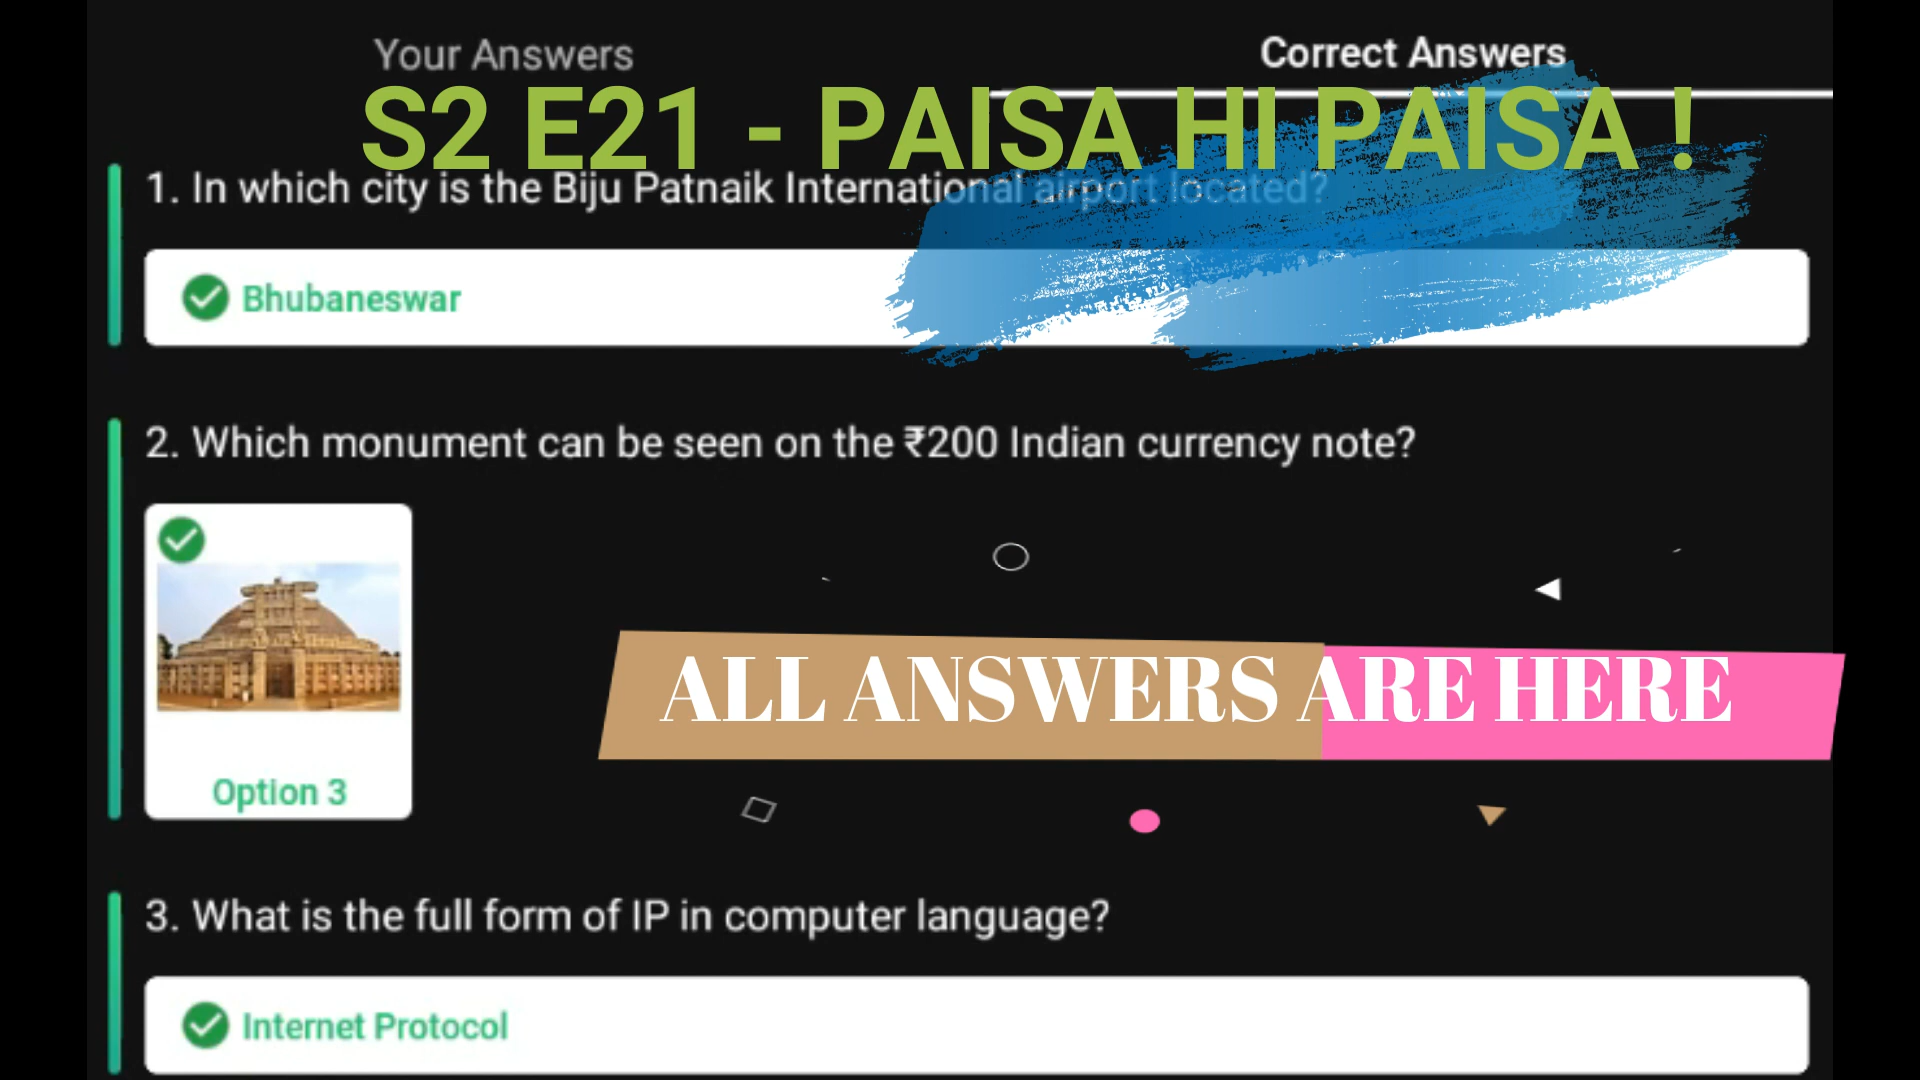 Your Answers
Correct Answers
S2 E21 - PAISA HI PAISA !
1. In which city is the Biju Patnaik International airport located?
Bhubaneswar
2. Which monument can be seen on the ₹200 Indian currency note?
Option 3
ALL ANSWERS ARE HERE
3. What is the full form of IP in computer language?
Internet Protocol